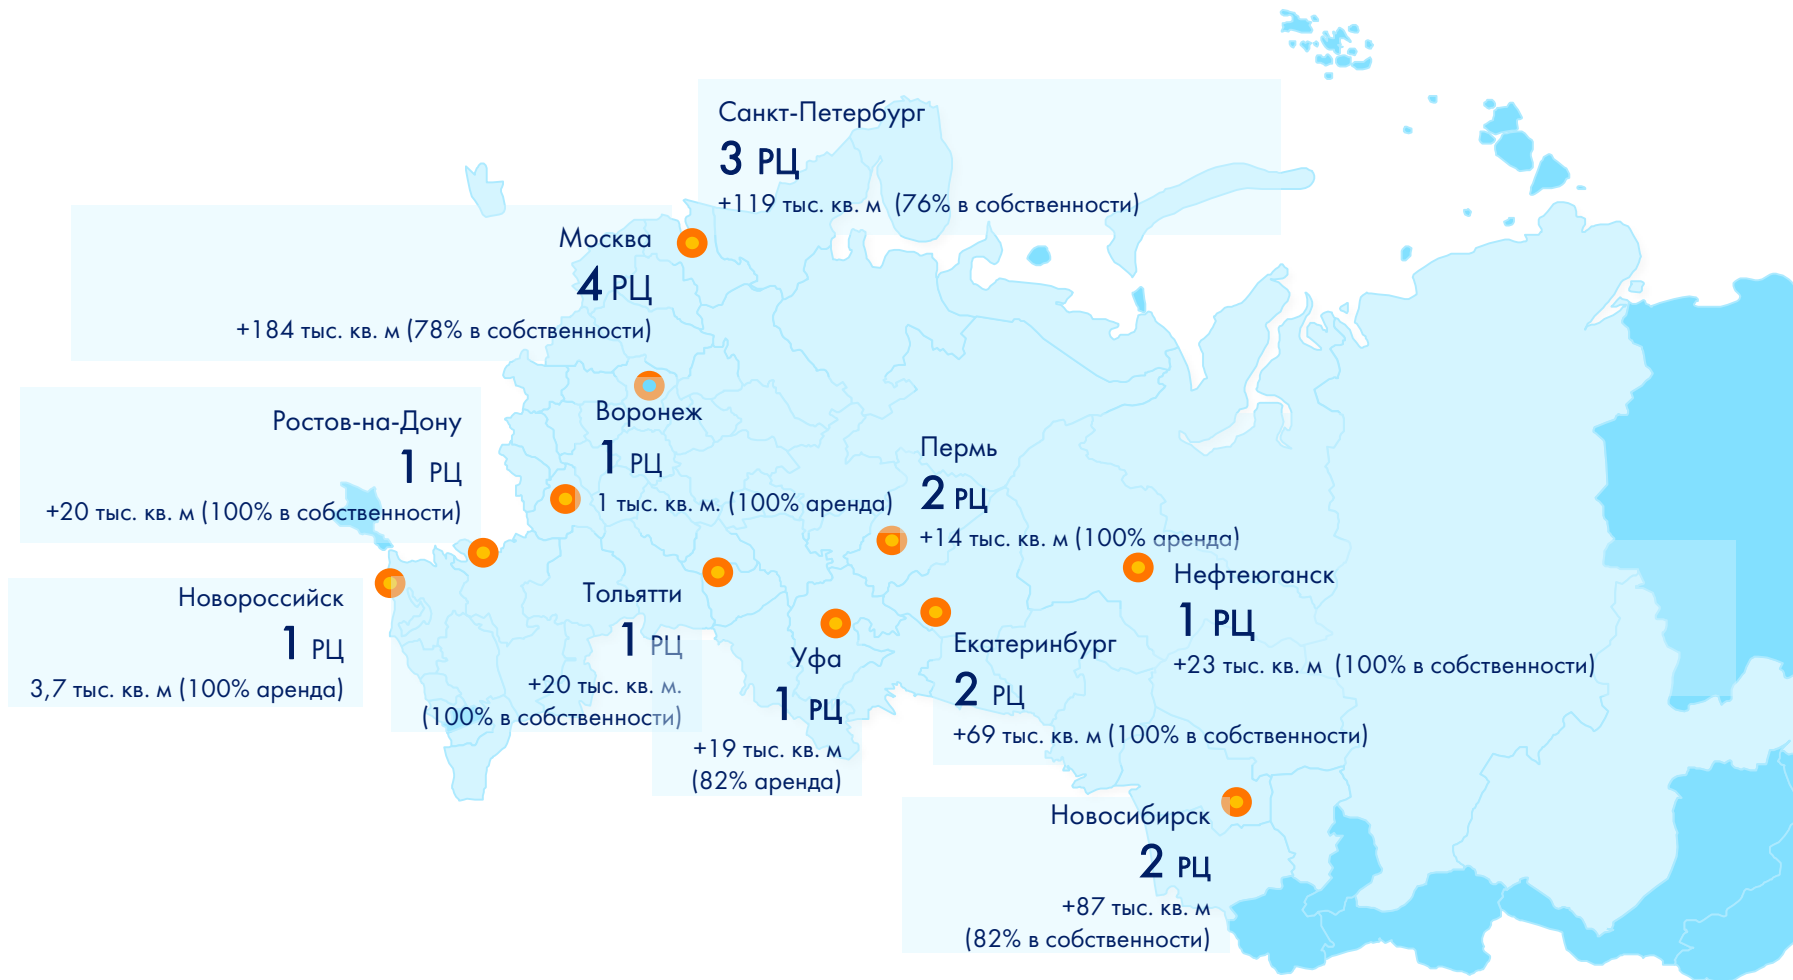 Санкт-Петербург
3 РЦ
+119 тыс. кв. м (76% в собственности)
Москва
4 РЦ
+184 тыс. кв. м (78% в собственности)
Ростов-на-Дону
1 РЦ
+20 тыс. кв. м (100% в собственности)
Воронеж
1 РЦ
1 тыс. кв. м. (100% аренда)
Пермь
2 РЦ
+14 тыс. кв. м (100% аренда)
Нефтеюганск
1 РЦ
+23 тыс. кв. м (100% в собственности)
Новороссийск
1 РЦ
3,7 тыс. кв. м (100% аренда)
Тольятти
1 РЦ
+20 тыс. кв. м.
(100% в собственности)
Уфа
1 РЦ
+19 тыс. кв. м
(82% аренда)
Екатеринбург
2 РЦ
+69 тыс. кв. м (100% в собственности)
Новосибирск
2 РЦ
+87 тыс. кв. м
(82% в собственности)